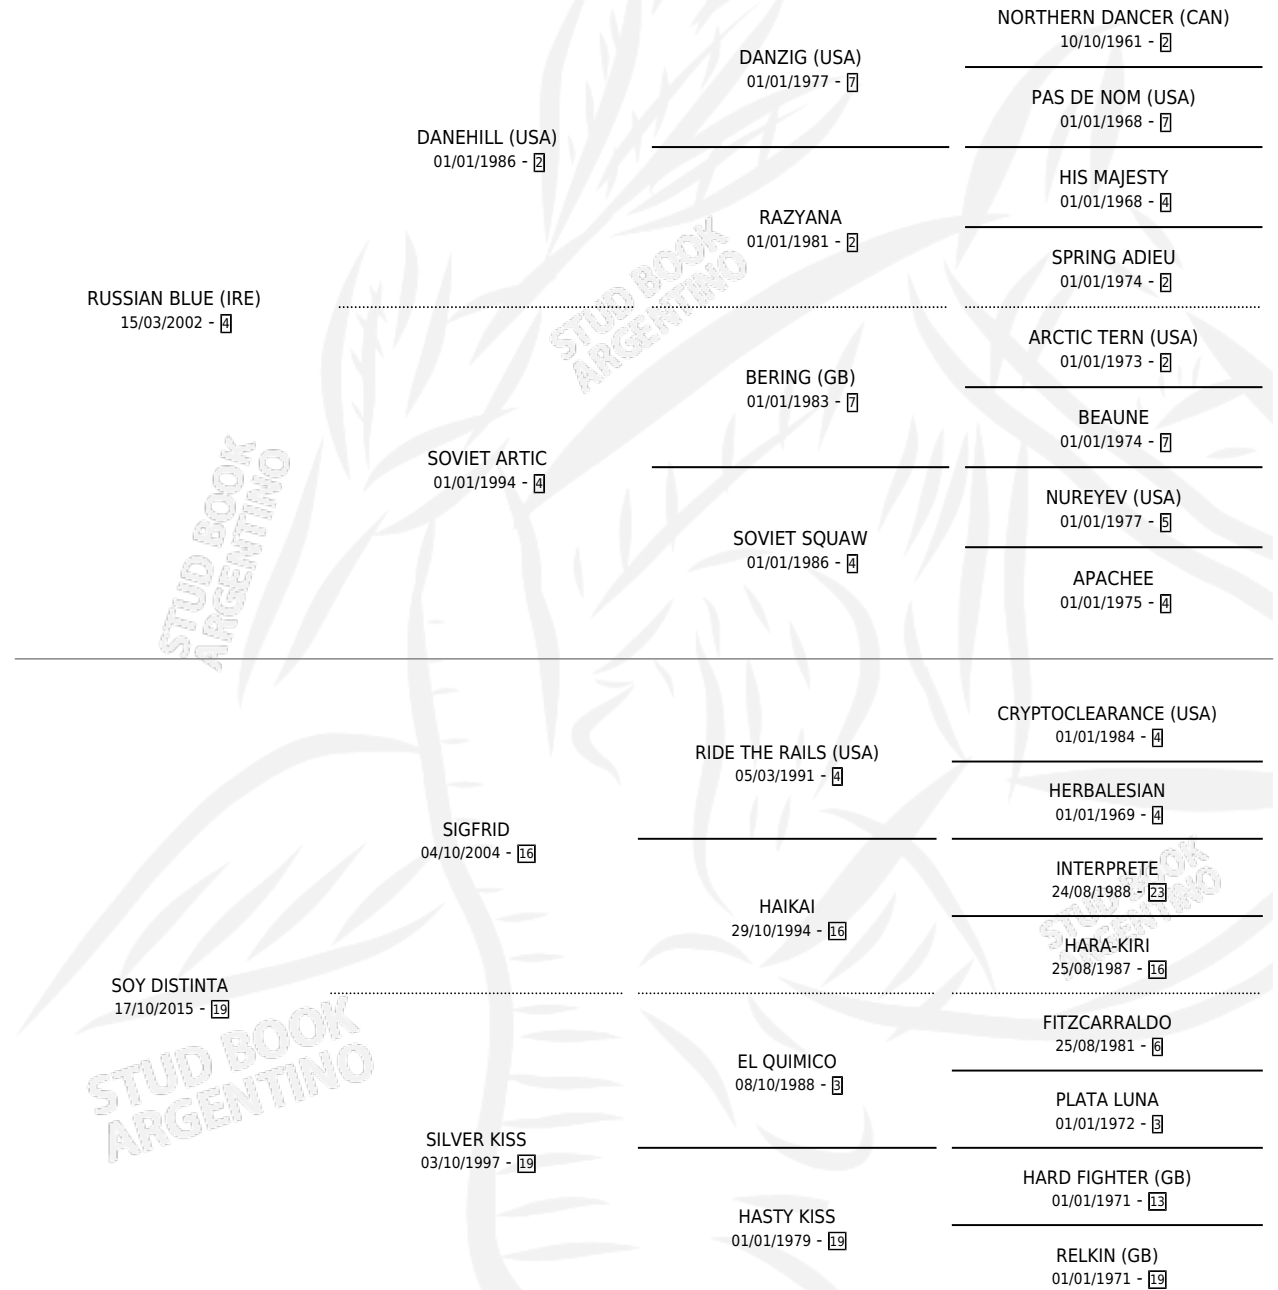 NORTHERN DANCER (CAN)
10/10/1961 - 2
DANZIG (USA)
01/01/1977 - 7
PAS DE NOM (USA)
01/01/1968 - 7
DANEHILL (USA)
01/01/1986 - 2
HIS MAJESTY
01/01/1968 - 4
RAZYANA
01/01/1981 - 2
SPRING ADIEU
01/01/1974 - 2
RUSSIAN BLUE (IRE)
15/03/2002 - 4
ARCTIC TERN (USA)
01/01/1973 - 2
BERING (GB)
01/01/1983 - 7
BEAUNE
01/01/1974 - 7
SOVIET ARTIC
01/01/1994 - 4
NUREYEV (USA)
01/01/1977 - 5
SOVIET SQUAW
01/01/1986 - 4
APACHEE
01/01/1975 - 4
CRYPTOCLEARANCE (USA)
01/01/1984 - 4
RIDE THE RAILS (USA)
05/03/1991 - 4
HERBALESIAN
01/01/1969 - 4
SIGFRID
04/10/2004 - 16
INTERPRETE
24/08/1988 - 23
HAIKAI
29/10/1994 - 16
HARA-KIRI
25/08/1987 - 16
SOY DISTINTA
17/10/2015 - 19
FITZCARRALDO
25/08/1981 - 6
EL QUIMICO
08/10/1988 - 3
PLATA LUNA
01/01/1972 - 3
SILVER KISS
03/10/1997 - 19
HARD FIGHTER (GB)
01/01/1971 - 13
HASTY KISS
01/01/1979 - 19
RELKIN (GB)
01/01/1971 - 19
STUD BOOK
ARGENTINO
STUD BOOK
ARGENTINO
STUD BOOK
ARGENTINO
STUD BOOK
ARGENTINO